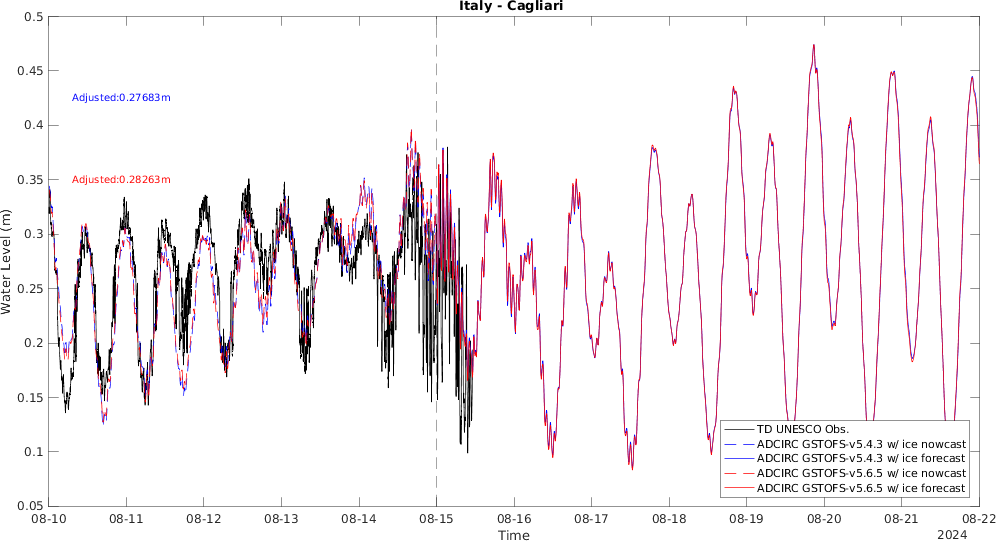 Italy - Cagliari
0.5
0.45
0.4
0.35
0.3
0.25
0.2
0.15
0.1
0.05
Water Level (m)
Adjusted:0.27683m
Adjusted:0.28263m
TD UNESCO Obs.
ADCIRC GSTOFS-v5.4.3 w/ ice nowcast
ADCIRC GSTOFS-v5.4.3 w/ ice forecast
ADCIRC GSTOFS-v5.6.5 w/ ice nowcast
ADCIRC GSTOFS-v5.6.5 w/ ice forecast
08-10 08-11 08-12 08-13 08-14 08-15 08-16 08-17 08-18 08-19 08-20 08-21 08-22
Time
2024